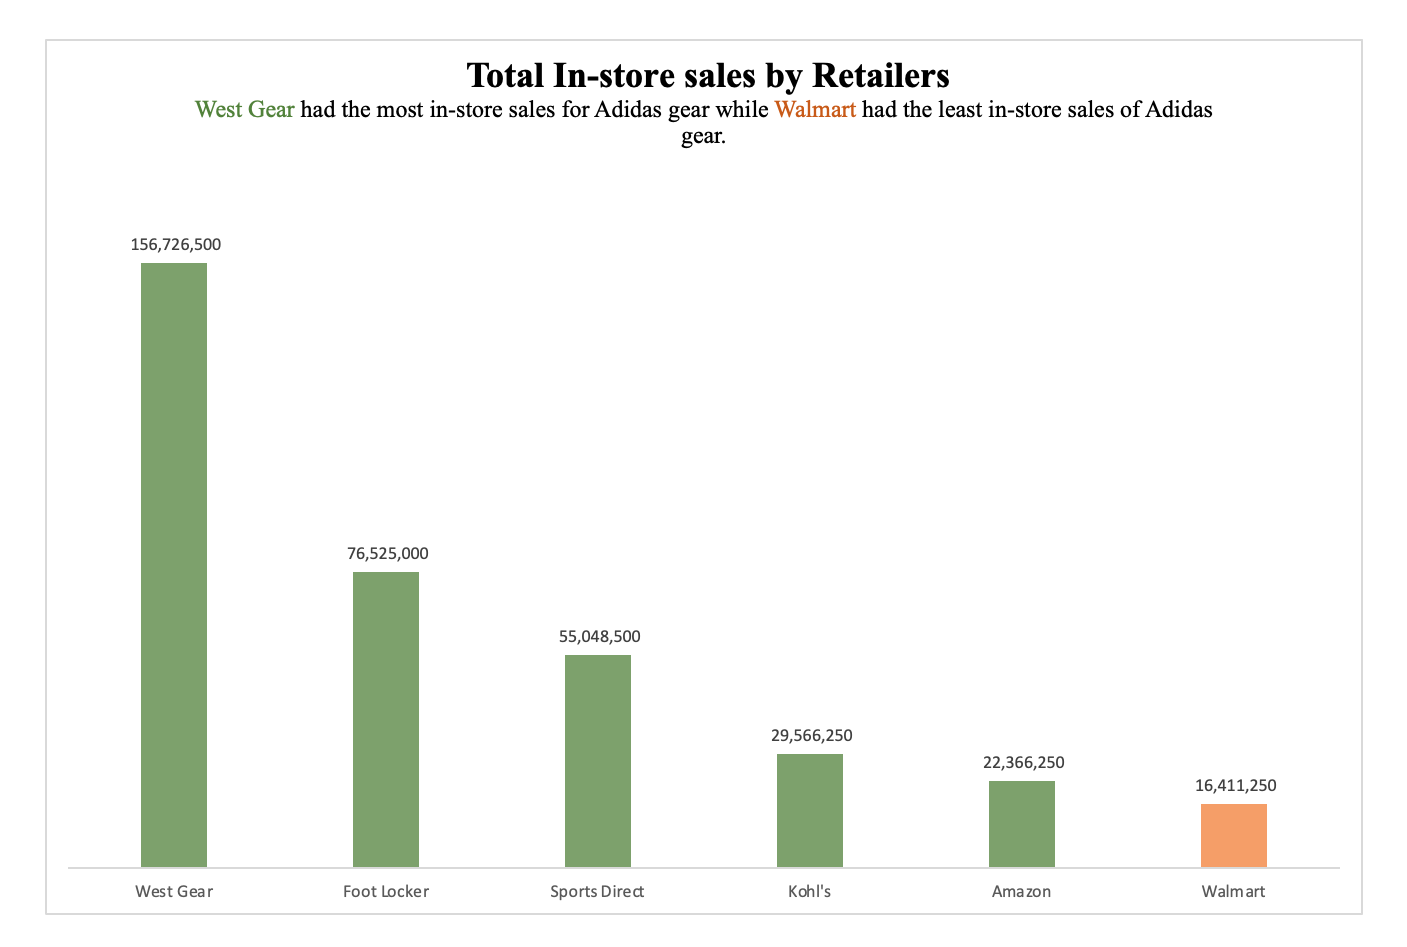 Total In-store sales by Retailers
West Gear had the most in-store sales for Adidas gear while Walmart had the least in-store sales of Adidas
gear.
156,726,500
76,525,000
55,048,500
29,566,250
22,366,250
16,411,250
West Gear
Foot Locker
Sports Direct
Kohl's
Amazon
Walmart